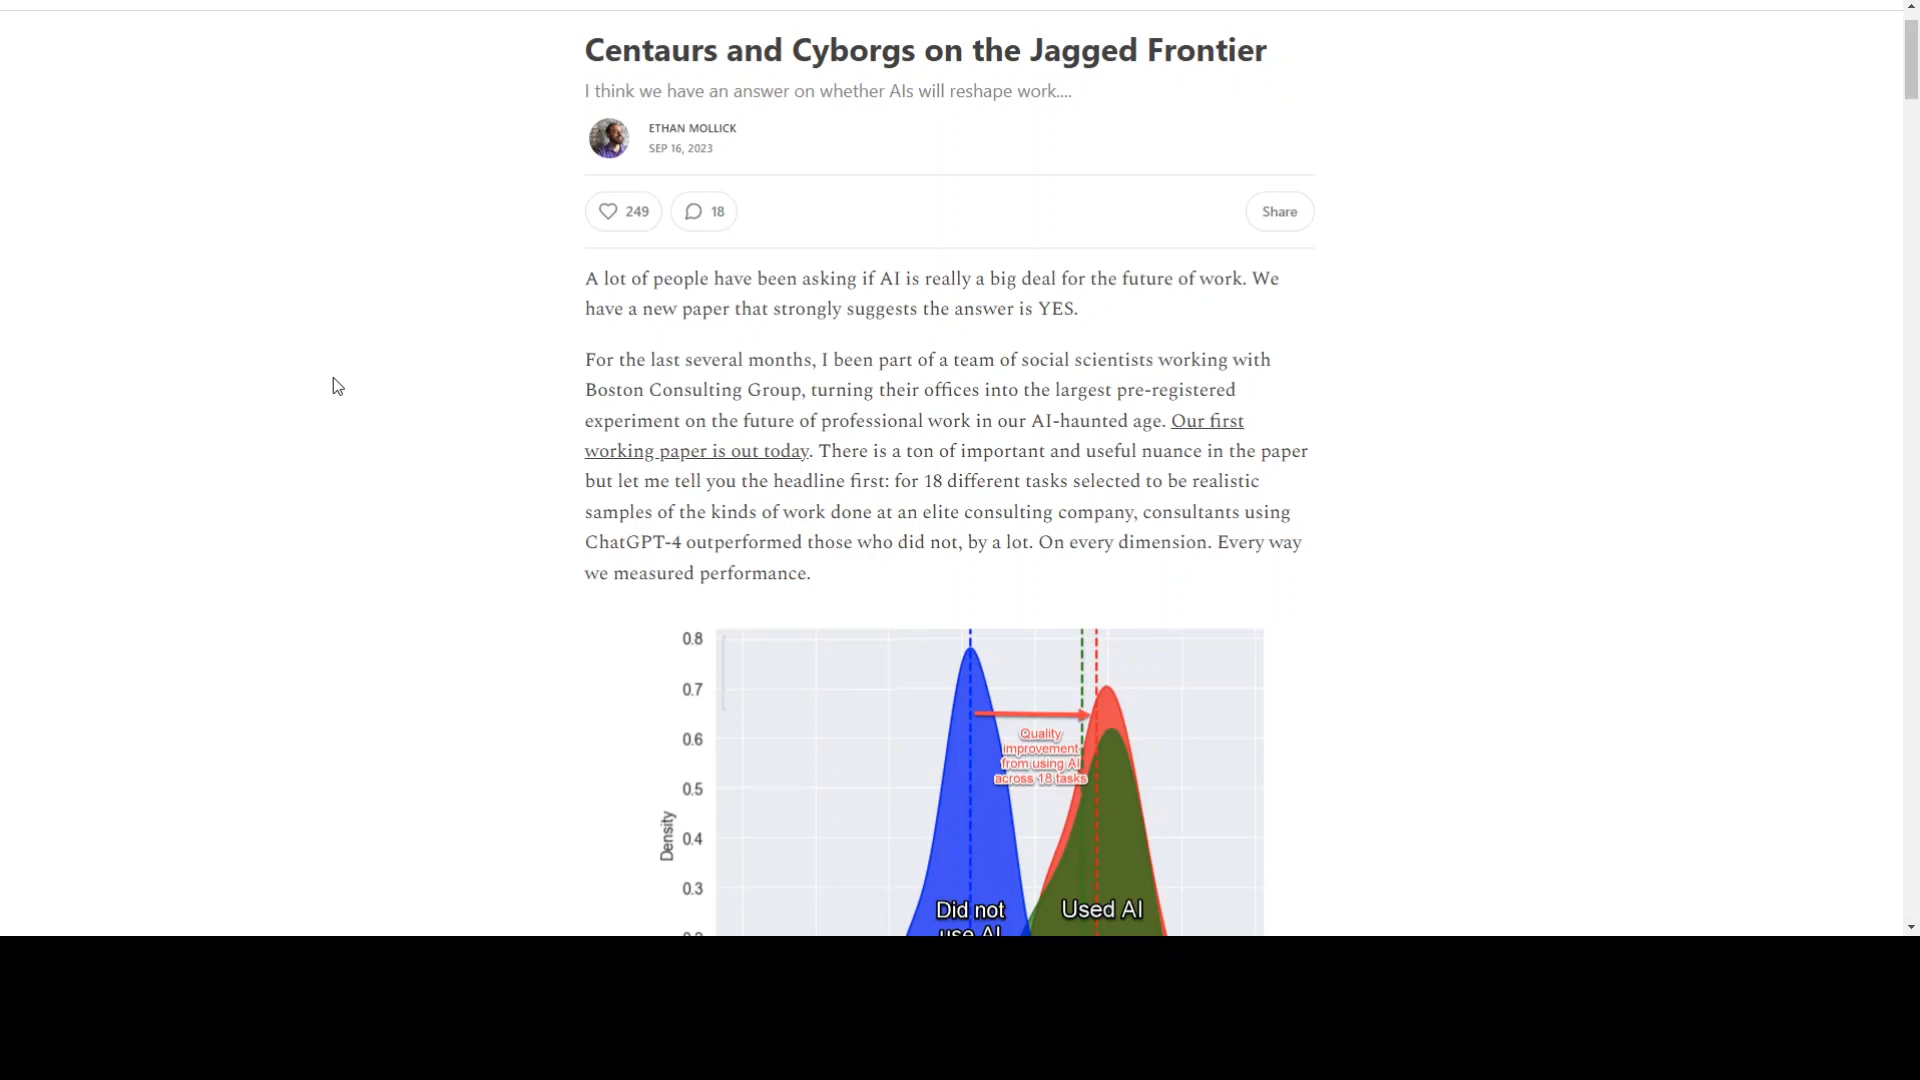 Centaurs and Cyborgs on the Jagged Frontier
I think we have an answer on whether AIs will reshape work....
ETHAN MOLLICK
SEP 16, 2023
249
18
Share
A lot of people have been asking if AI is really a big deal for the future of work. We
have a new paper that strongly suggests the answer is YES.
For the last several months, I been part of a team of social scientists working with
Boston Consulting Group, turning their offices into the largest pre-registered
experiment on the future of professional work in our AI-haunted age. Our first
working paper is out today. There is a ton of important and useful nuance in the paper
but let me tell you the headline first: for 18 different tasks selected to be realistic
samples of the kinds of work done at an elite consulting company, consultants using
ChatGPT-4 outperformed those who did not, by a lot. On every dimension. Every way
we measured performance.
0.8
0.7
0.6
0.5
0.4
0.3
Density
Quality
improvement
from using AI
across 18 tasks
Did not
use AI
Used AI